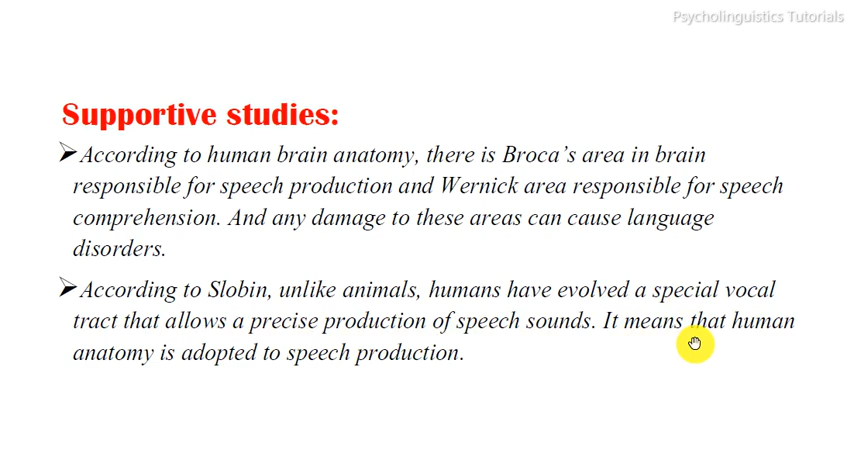 Psycholinguistics Tutorials
Supportive studies:
➢According to human brain anatomy, there is Broca's area in brain
responsible for speech production and Wernick area responsible for speech
comprehension. And any damage to these areas can cause language
disorders.
➢According to Slobin, unlike animals, humans have evolved a special vocal
tract that allows a precise production of speech sounds. It means that human
anatomy is adopted to speech production.